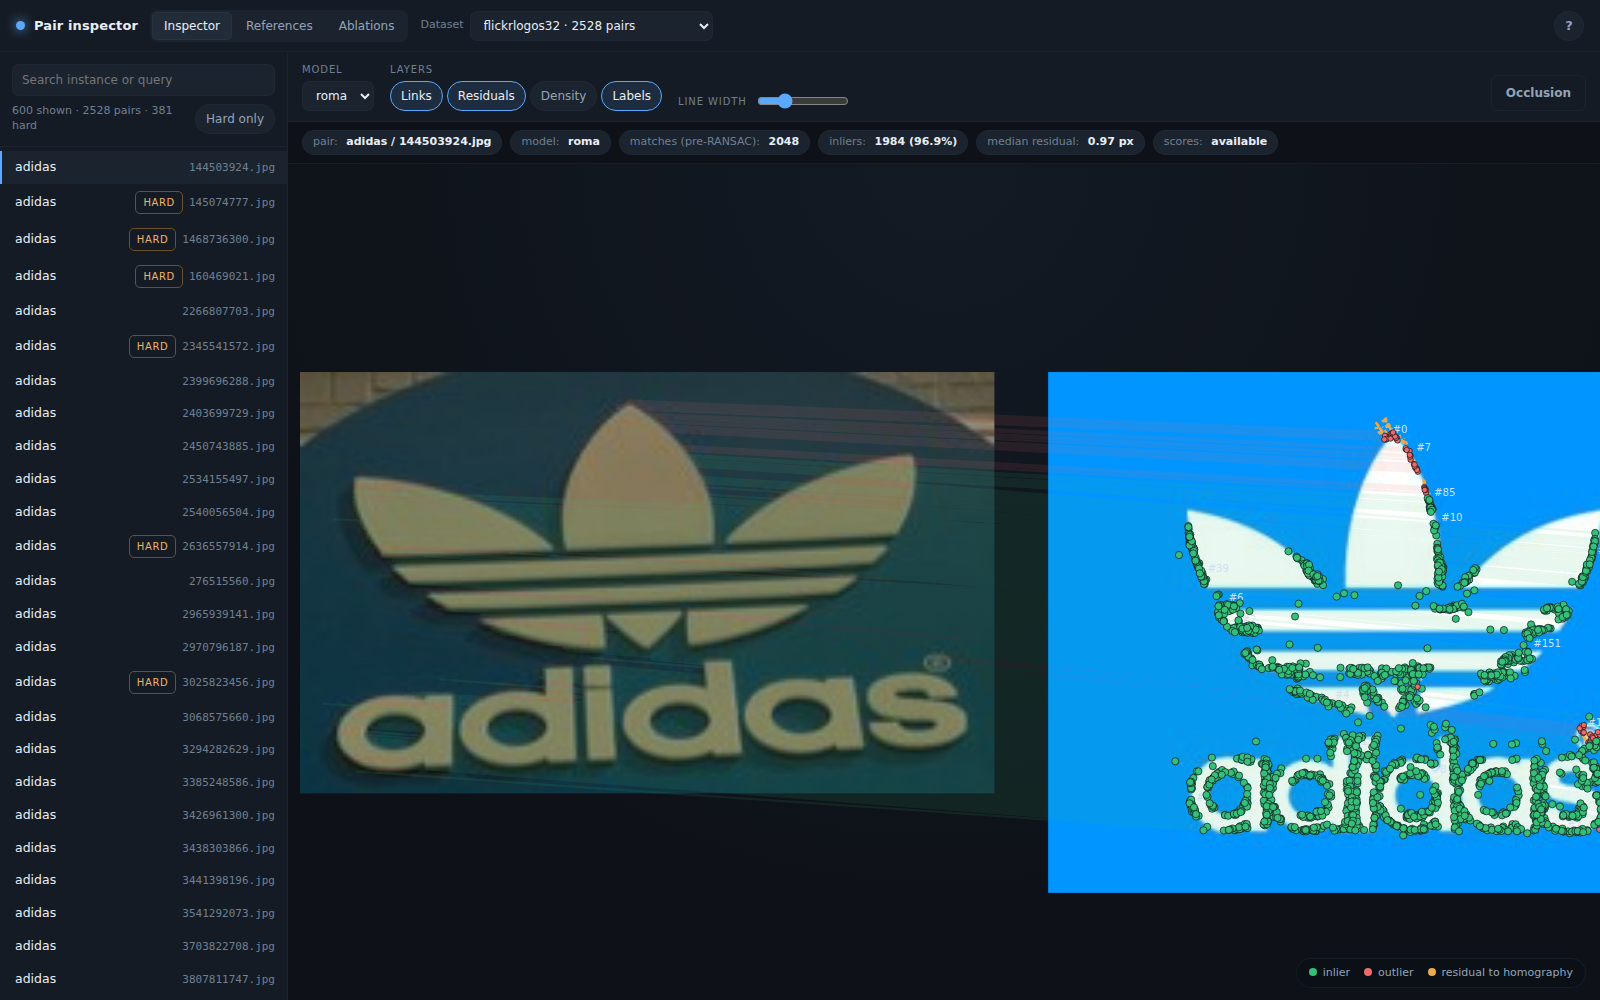 Pair inspector
Inspector
References
Ablations
Dataset
flickrlogos32 · 2528 pairs
?
Search instance or query
600 shown · 2528 pairs · 381
hard
Hard only
adidas 144503924.jpg
adidas HARD 145074777.jpg
adidas HARD 1468736300.jpg
adidas HARD 160469021.jpg
adidas 2266807703.jpg
adidas HARD 2345541572.jpg
adidas 2399696288.jpg
adidas 2403699729.jpg
adidas 2450743885.jpg
adidas 2534155497.jpg
adidas 2540056504.jpg
adidas HARD 2636557914.jpg
adidas 276515560.jpg
adidas 2965939141.jpg
adidas 2970796187.jpg
adidas HARD 3025823456.jpg
adidas 3068575660.jpg
adidas 3294282629.jpg
adidas 3385248586.jpg
adidas 3426961300.jpg
adidas 3438303866.jpg
adidas 3441398196.jpg
adidas 3541292073.jpg
adidas 3703822708.jpg
adidas 3807811747.jpg
MODEL
roma
LAYERS
Links
Residuals
Density
Labels
LINE WIDTH
Occlusion
pair: adidas / 144503924.jpg
model: roma
matches (pre-RANSAC): 2048
inliers: 1984 (96.9%)
median residual: 0.97 px
scores: available
adidas
®
#0
#7
#85
#10
#39
#6
#151
#4
adidas
inlier
outlier
residual to homography